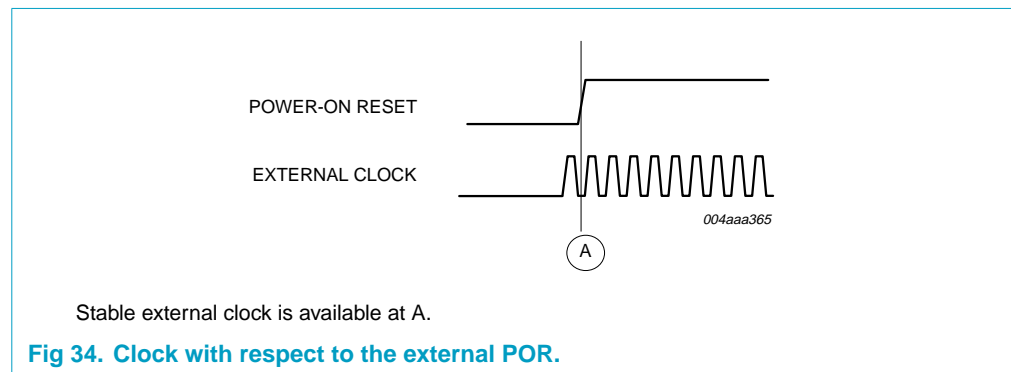 POWER-ON RESET
EXTERNAL CLOCK
004aaa365
A
Stable external clock is available at A.
Fig 34. Clock with respect to the external POR.